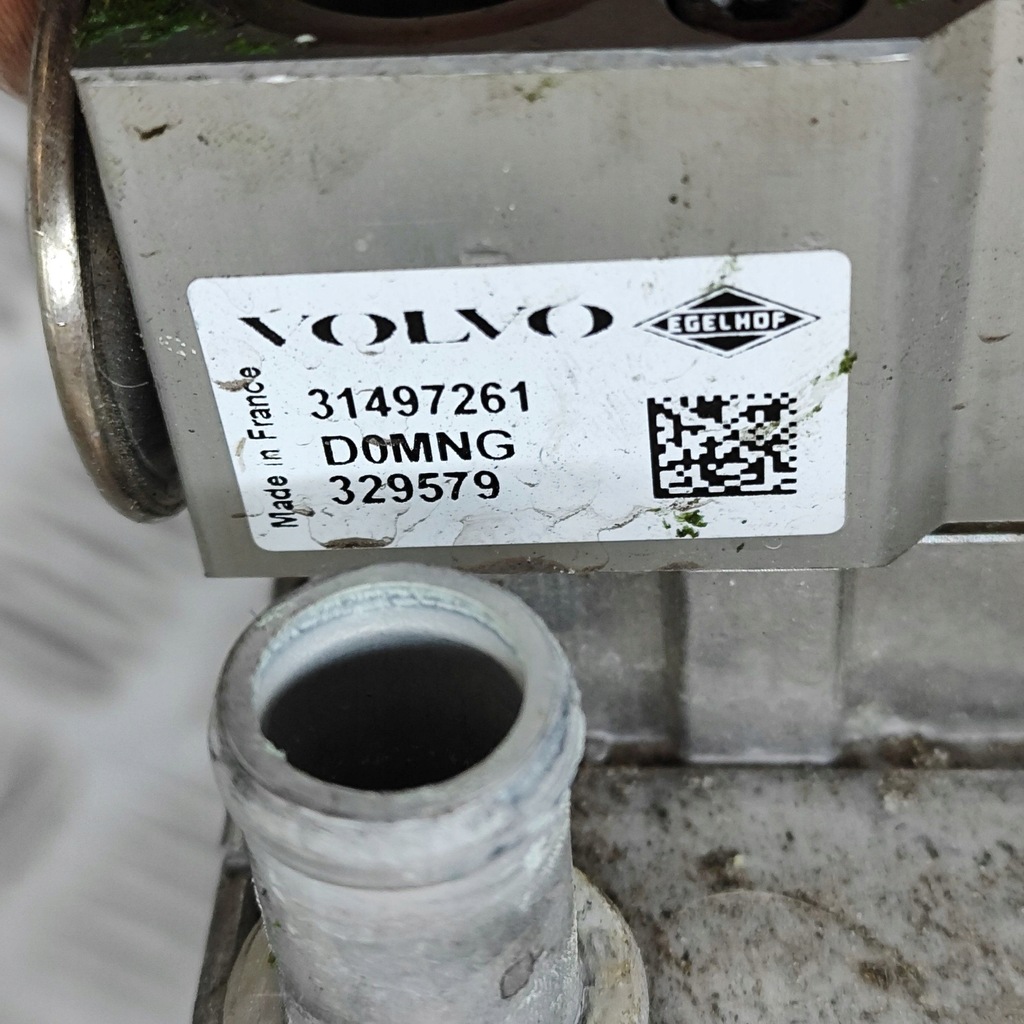 VOLVO EGELHOF
Made in France
31497261
D0MNG
329579